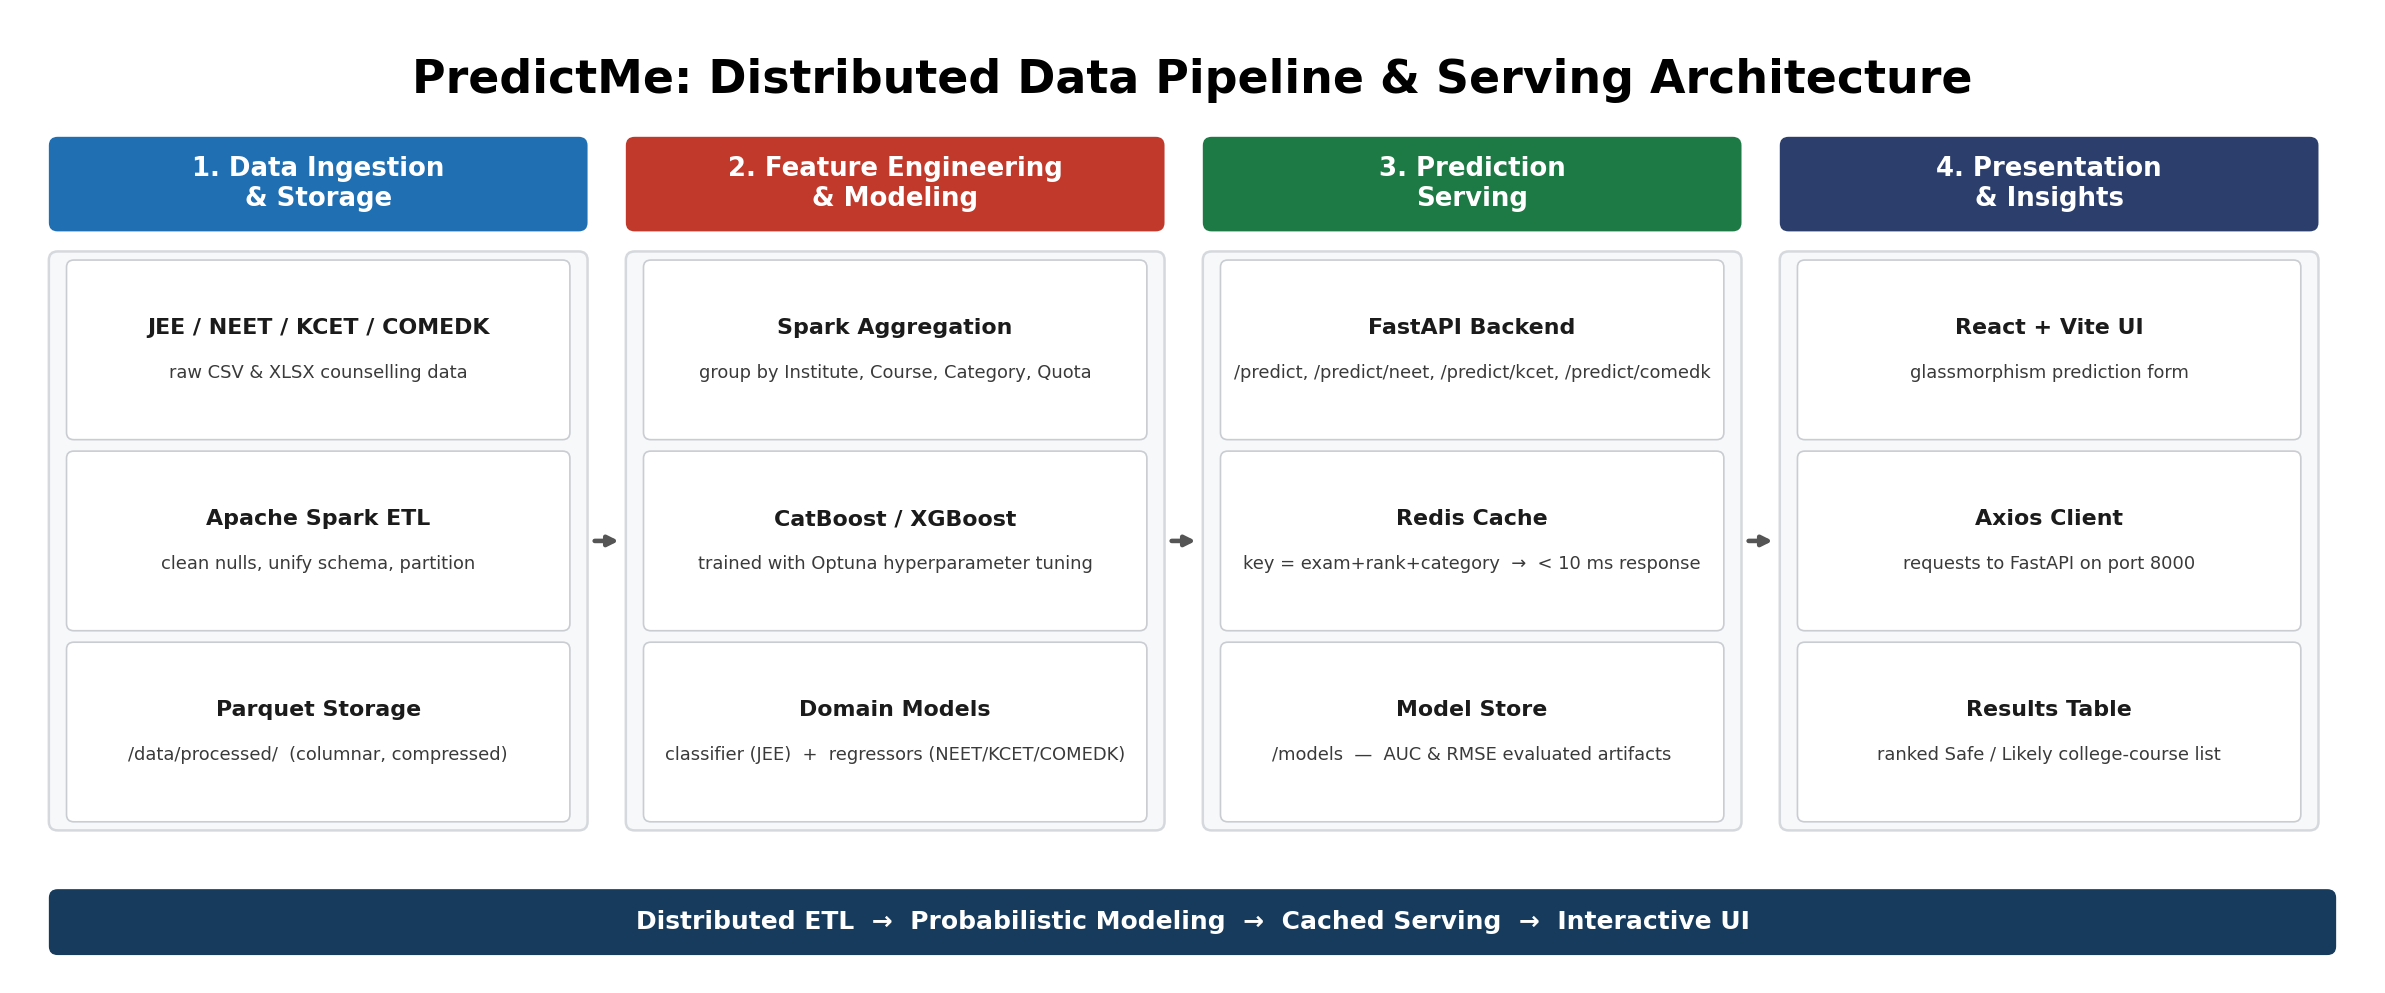 PredictMe: Distributed Data Pipeline & Serving Architecture
1. Data Ingestion
& Storage
JEE / NEET / KCET / COMEDK
raw CSV & XLSX counselling data
Apache Spark ETL
clean nulls, unify schema, partition
Parquet Storage
/data/processed/ (columnar, compressed)
2. Feature Engineering
& Modeling
Spark Aggregation
group by Institute, Course, Category, Quota
CatBoost / XGBoost
trained with Optuna hyperparameter tuning
Domain Models
classifier (JEE) + regressors (NEET/KCET/COMEDK)
3. Prediction
Serving
FastAPI Backend
/predict, /predict/neet, /predict/kcet, /predict/comedk
Redis Cache
key = exam+rank+category → < 10 ms response
Model Store
/models — AUC & RMSE evaluated artifacts
4. Presentation
& Insights
React + Vite UI
glassmorphism prediction form
Axios Client
requests to FastAPI on port 8000
Results Table
ranked Safe / Likely college-course list
Distributed ETL → Probabilistic Modeling → Cached Serving → Interactive UI